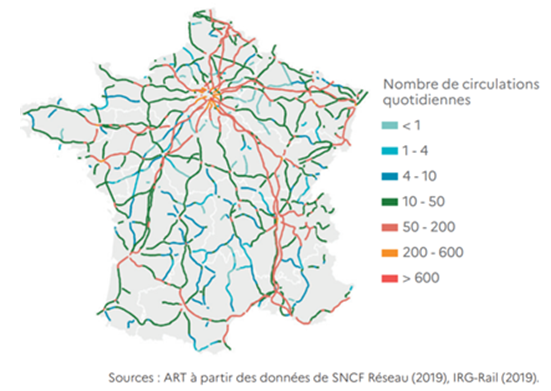 Nombre de circulations
quotidiennes
< 1
1 - 4
4 - 10
10 - 50
50 - 200
200 - 600
> 600
Sources : ART à partir des données de SNCF Réseau (2019), IRG-Rail (2019).